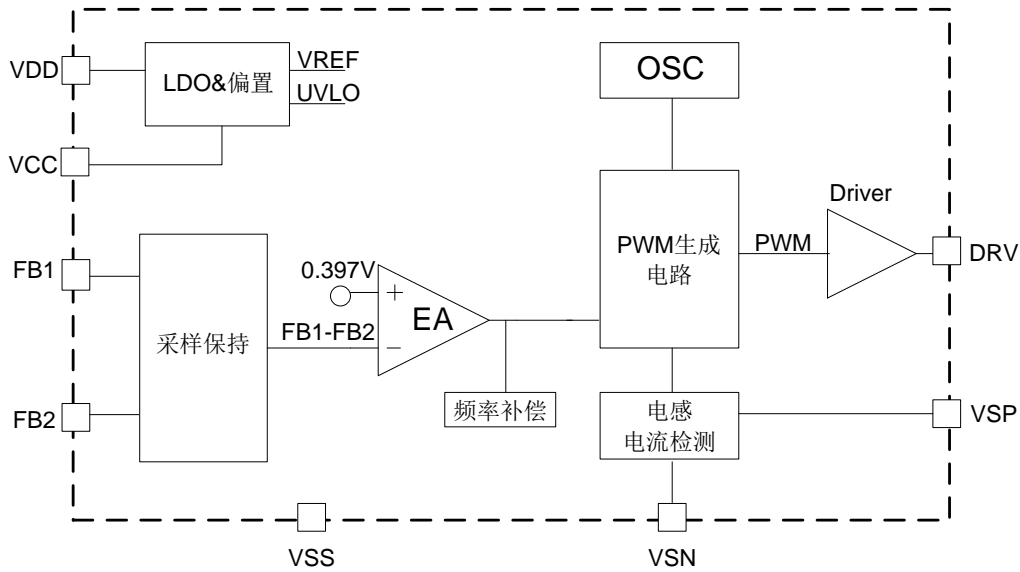 VDD
LDO&偏置
VREF
UVLO
VCC
OSC
FB1
采样保持
0.397V
+
EA
FB1-FB2
−
频率补偿
PWM生成
电路
PWM
Driver
DRV
FB2
电感
电流检测
VSP
VSS
VSN